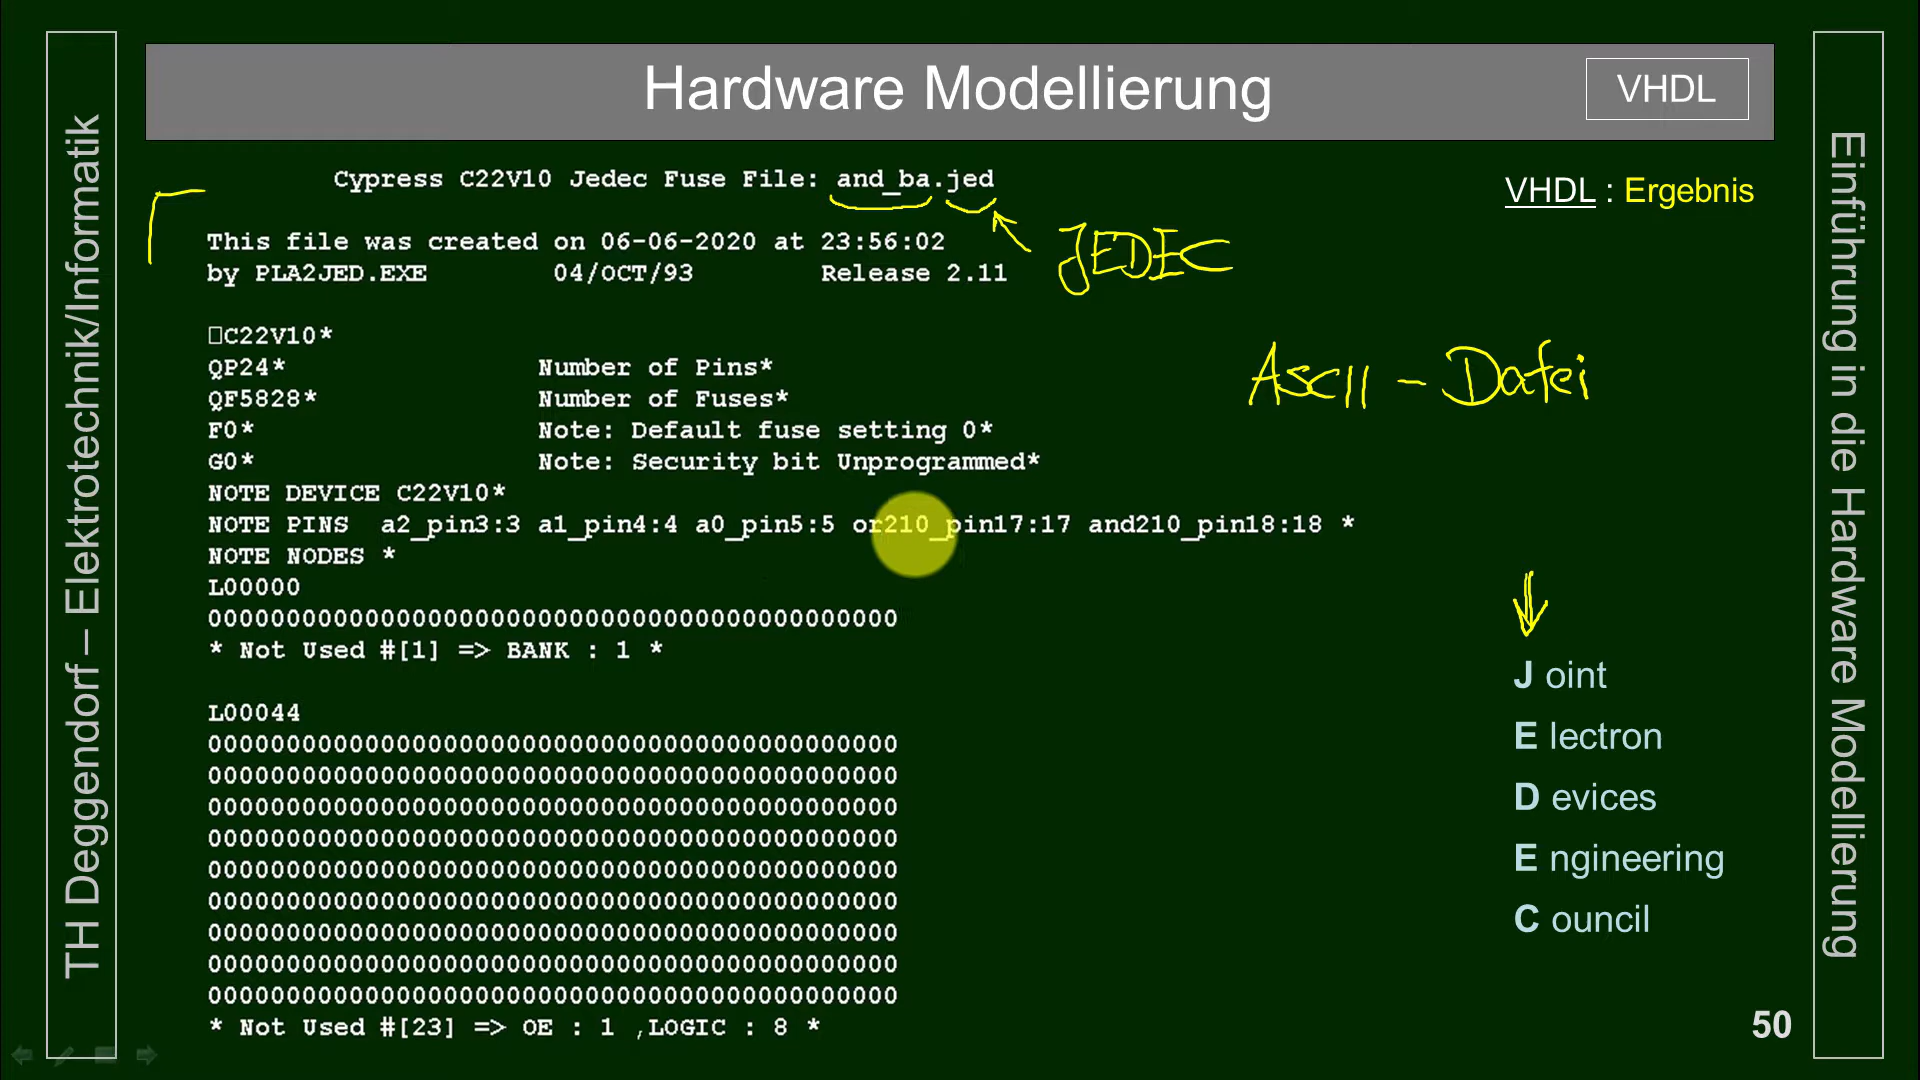 Hardware Modellierung
VHDL
TH Deggendorf – Elektrotechnik/Informatik
Cypress C22V10 Jedec Fuse File: and_ba.jed
VHDL : Ergebnis
This file was created on 06-06-2020 at 23:56:02
by PLA2JED.EXE 04/OCT/93 Release 2.11
JEDEC
C22V10*
QP24* Number of Pins*
QF5828* Number of Fuses*
Ascii - Datei
F0* Note: Default fuse setting 0*
G0* Note: Security bit Unprogrammed*
NOTE DEVICE C22V10*
NOTE PINS a2_pin3:3 a1_pin4:4 a0_pin5:5 or210_pin17:17 and210_pin18:18 *
NOTE NODES *
L00000
00000000000000000000000000000000000000000000
* Not Used #[1] => BANK : 1 *
L00044
00000000000000000000000000000000000000000000
00000000000000000000000000000000000000000000
00000000000000000000000000000000000000000000
00000000000000000000000000000000000000000000
00000000000000000000000000000000000000000000
00000000000000000000000000000000000000000000
00000000000000000000000000000000000000000000
00000000000000000000000000000000000000000000
00000000000000000000000000000000000000000000
* Not Used #[23] => OE : 1 ,LOGIC : 8 *
J oint
E lectron
D evices
E ngineering
C ouncil
50
Einführung in die Hardware Modellierung